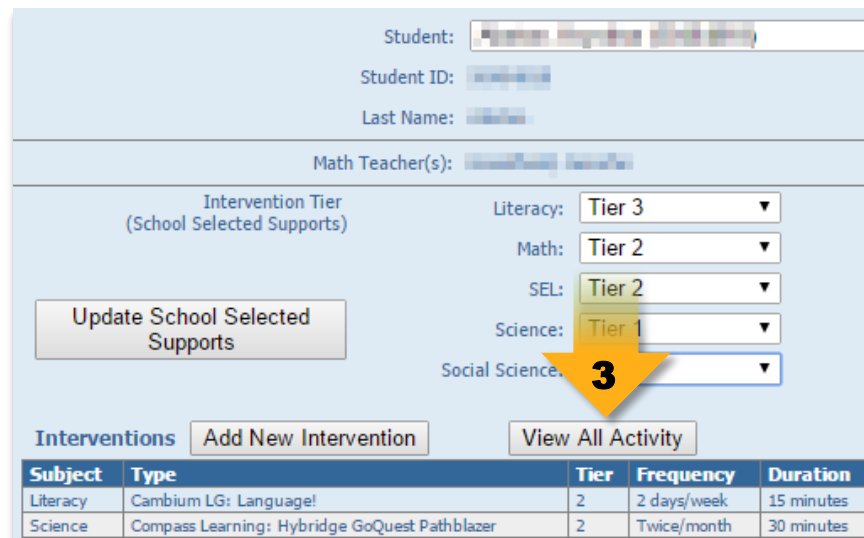 Student:
Student ID:
Last Name:
Math Teacher(s):
Intervention Tier
(School Selected Supports)
Literacy: Tier 3
Math: Tier 2
SEL: Tier 2
Science: Tier 1
Social Science:
Update School Selected
Supports
3
Interventions Add New Intervention View All Activity
Subject Type Tier Frequency Duration
Literacy Cambium LG: Language! 2 2 days/week 15 minutes
Science Compass Learning: Hybridge GoQuest Pathblazer 2 Twice/month 30 minutes